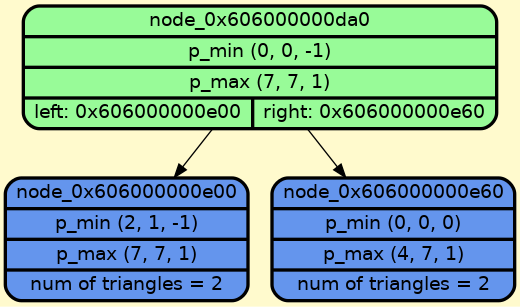 node_0x606000000da0
p_min (0, 0, -1)
p_max (7, 7, 1)
left: 0x606000000e00 right: 0x606000000e60
node_0x606000000e00
p_min (2, 1, -1)
p_max (7, 7, 1)
num of triangles = 2
node_0x606000000e60
p_min (0, 0, 0)
p_max (4, 7, 1)
num of triangles = 2